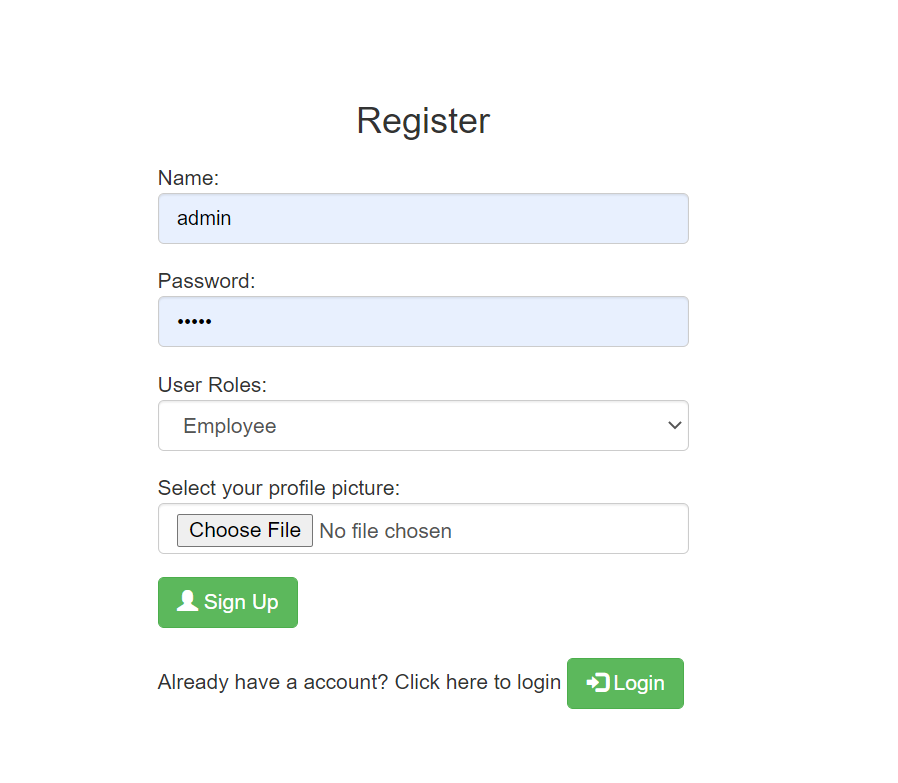 Register
Name:
admin
Password:
•••••
User Roles:
Employee
Select your profile picture:
Choose File No file chosen
Sign Up
Already have a account? Click here to login Login